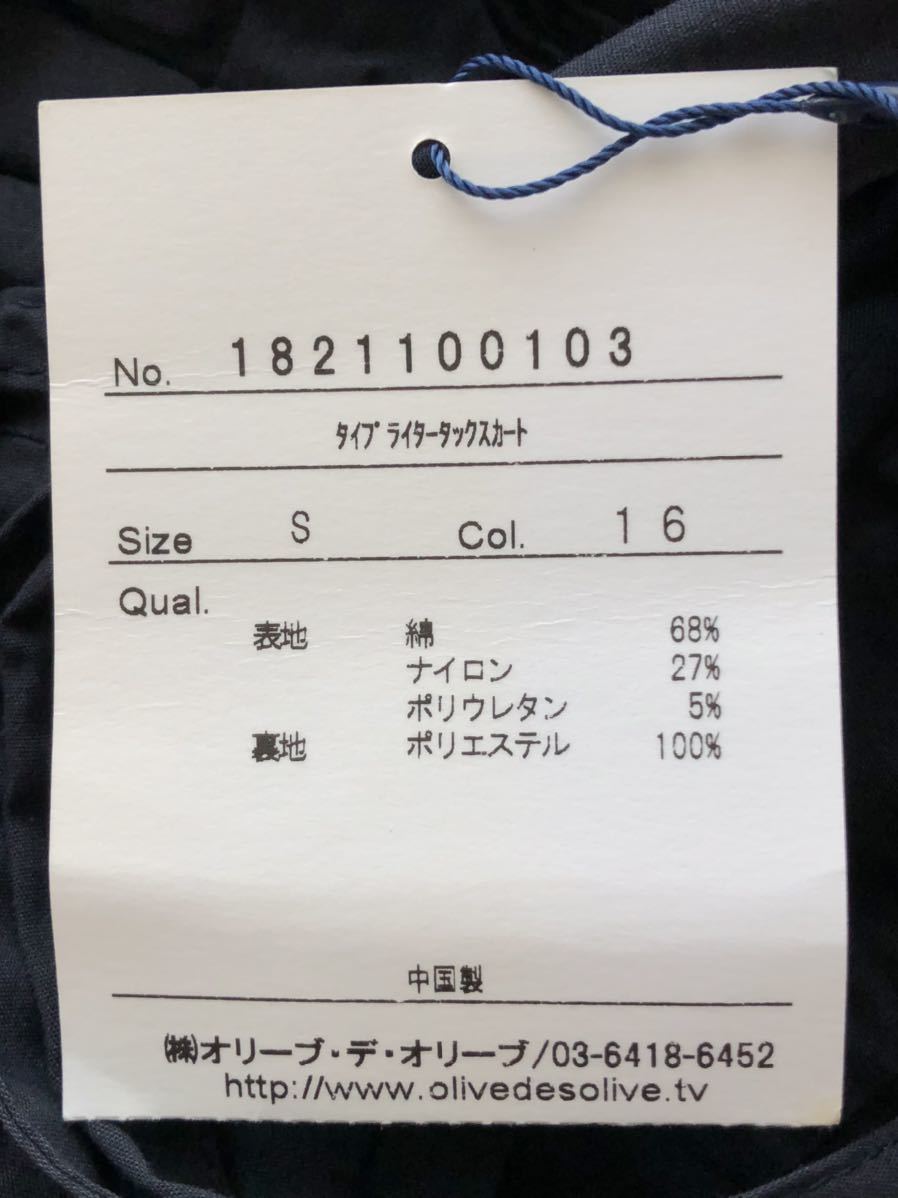 No. 1821100103
ﾀｲﾌﾟﾗｲﾀｰﾀｯｸｽｶｰﾄ
Size S Col. 16
Qual.
表地 綿 68%
ナイロン 27%
ポリウレタン 5%
裏地 ポリエステル 100%
中国製
㈱オリーブ・デ・オリーブ/03-6418-6452
http://www.olivedesolive.tv